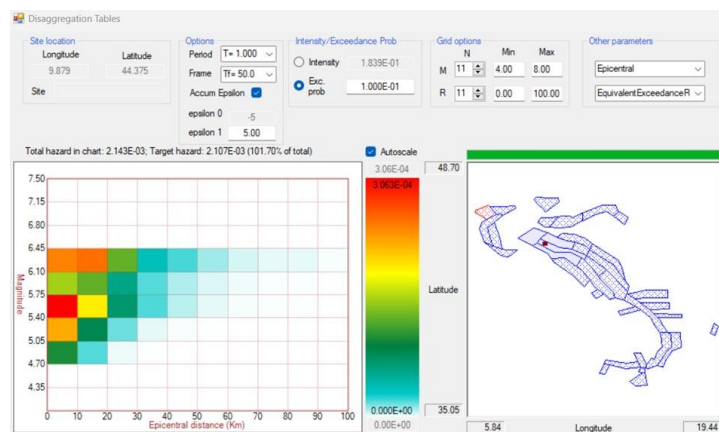 Disaggregation Tables
Site location
Longitude Latitude
9.879 44.375
Site
Options
Period T= 1.000
Frame Tf= 50.0
Accum Epsilon
epsilon 0 -5
epsilon 1 5.00
Intensity/Exceedance Prob
Intensity 1.839E-01
Exc. prob 1.000E-01
Grid options
N Min Max
M 11 4.00 8.00
R 11 0.00 100.00
Other parameters
Epicentral
EquivalentExceedanceR
Total hazard in chart: 2.143E-03; Target hazard: 2.107E-03 (101.70% of total)
Autoscale
3.06E-04
3.063E-04
0.000E+00
0.00E+00
7.50
7.15
6.80
6.45
6.10
5.75
5.40
5.05
4.70
4.35
Magnitude
0 10 20 30 40 50 60 70 80 90 100
Epicentral distance (Km)
48.70
Latitude
35.05
5.84 Longitude 19.44